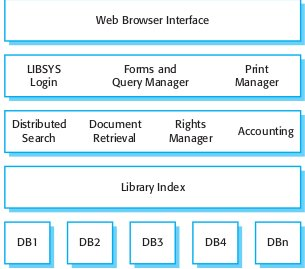 Web Browser Interface
LIBSYS Login
Forms and Query Manager
Print Manager
Distributed Search
Document Retrieval
Rights Manager
Accounting
Library Index
DB1 DB2 DB3 DB4 DBn